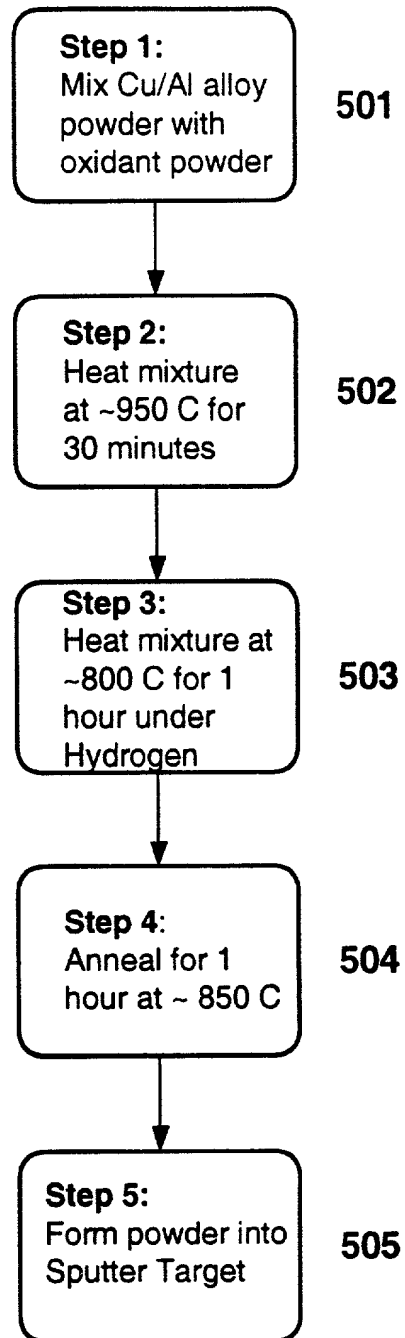 Step 1:
Mix Cu/Al alloy
powder with
oxidant powder
501
Step 2:
Heat mixture
at ~950 C for
30 minutes
502
Step 3:
Heat mixture at
~800 C for 1
hour under
Hydrogen
503
Step 4:
Anneal for 1
hour at ~ 850 C
504
Step 5:
Form powder into
Sputter Target
505